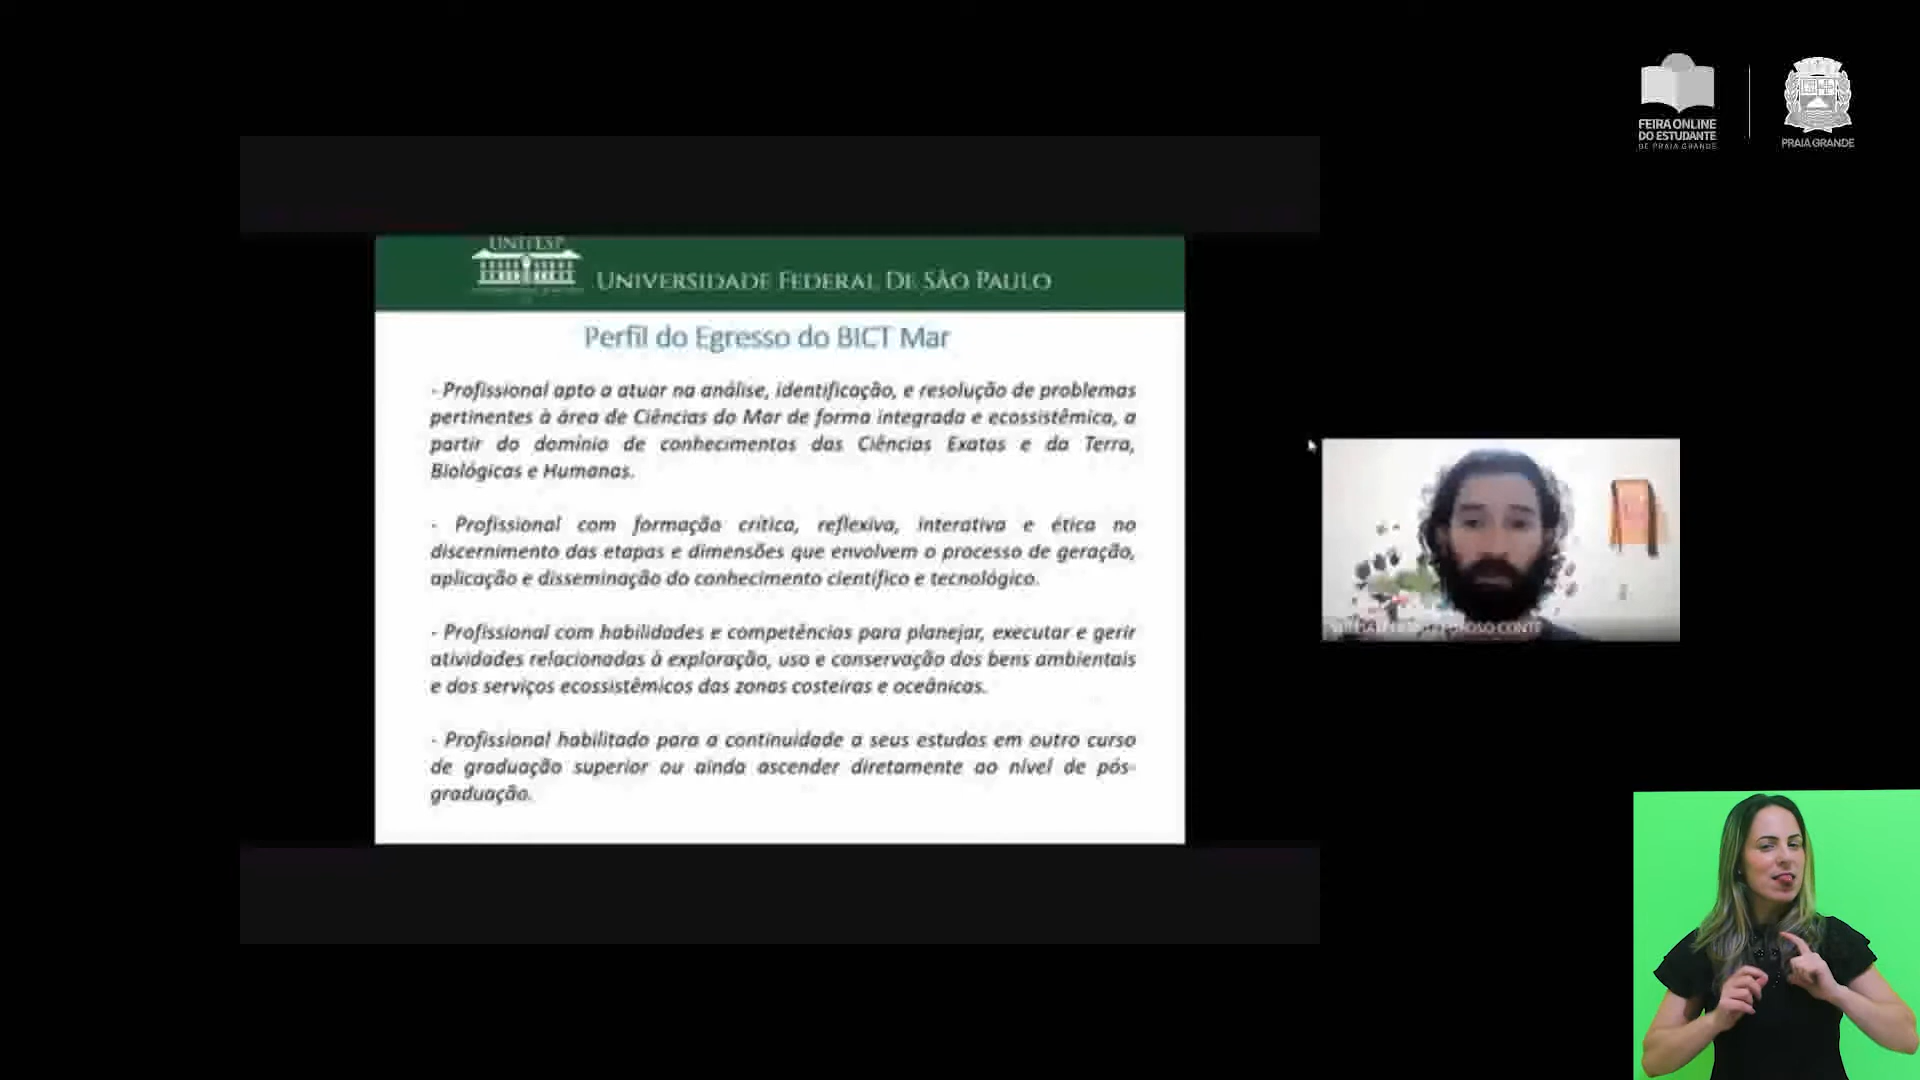 FEIRA ONLINE
DO ESTUDANTE
DE PRAIA GRANDE
PRAIA GRANDE
UNIFESP
UNIVERSIDADE FEDERAL DE SÃO PAULO
Perfil do Egresso do BICT Mar
- Profissional apto a atuar na análise, identificação, e resolução de problemas
pertinentes à área de Ciências do Mar de forma integrada e ecossistêmica, a
partir do domínio de conhecimentos das Ciências Exatas e da Terra,
Biológicas e Humanas.
- Profissional com formação crítica, reflexiva, interativa e ética no
discernimento das etapas e dimensões que envolvem o processo de geração,
aplicação e disseminação do conhecimento científico e tecnológico.
- Profissional com habilidades e competências para planejar, executar e gerir
atividades relacionadas à exploração, uso e conservação dos bens ambientais
e dos serviços ecossistêmicos das zonas costeiras e oceânicas.
- Profissional habilitado para a continuidade a seus estudos em outro curso
de graduação superior ou ainda ascender diretamente ao nível de pós-
graduação.